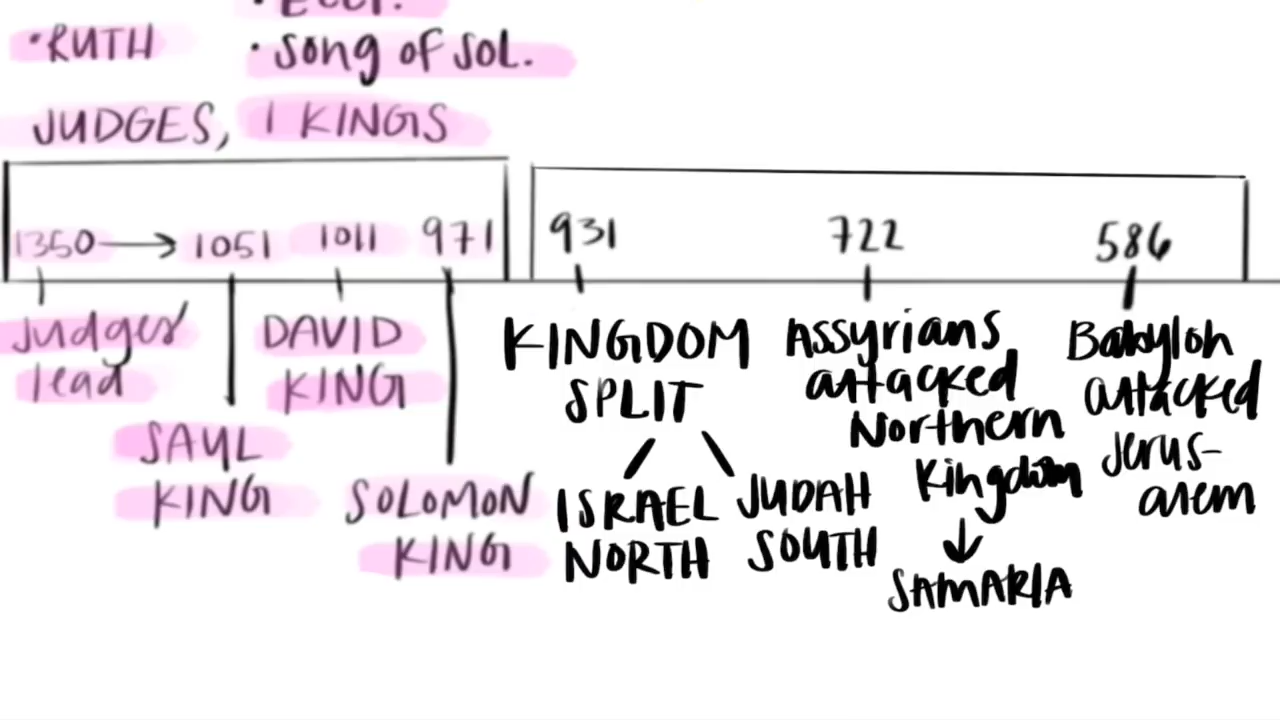 • RUTH
• Eccl.
• Song of Sol.
JUDGES, 1 KINGS
1350 → 1051 1011 971 931 722 586
Judges
lead
SAUL
KING
DAVID
KING
SOLOMON
KING
KINGDOM
SPLIT
ISRAEL
NORTH
JUDAH
SOUTH
Assyrians
attacked
Northern
Kingdom
↓
SAMARIA
Babylon
attacked
Jerus-
alem